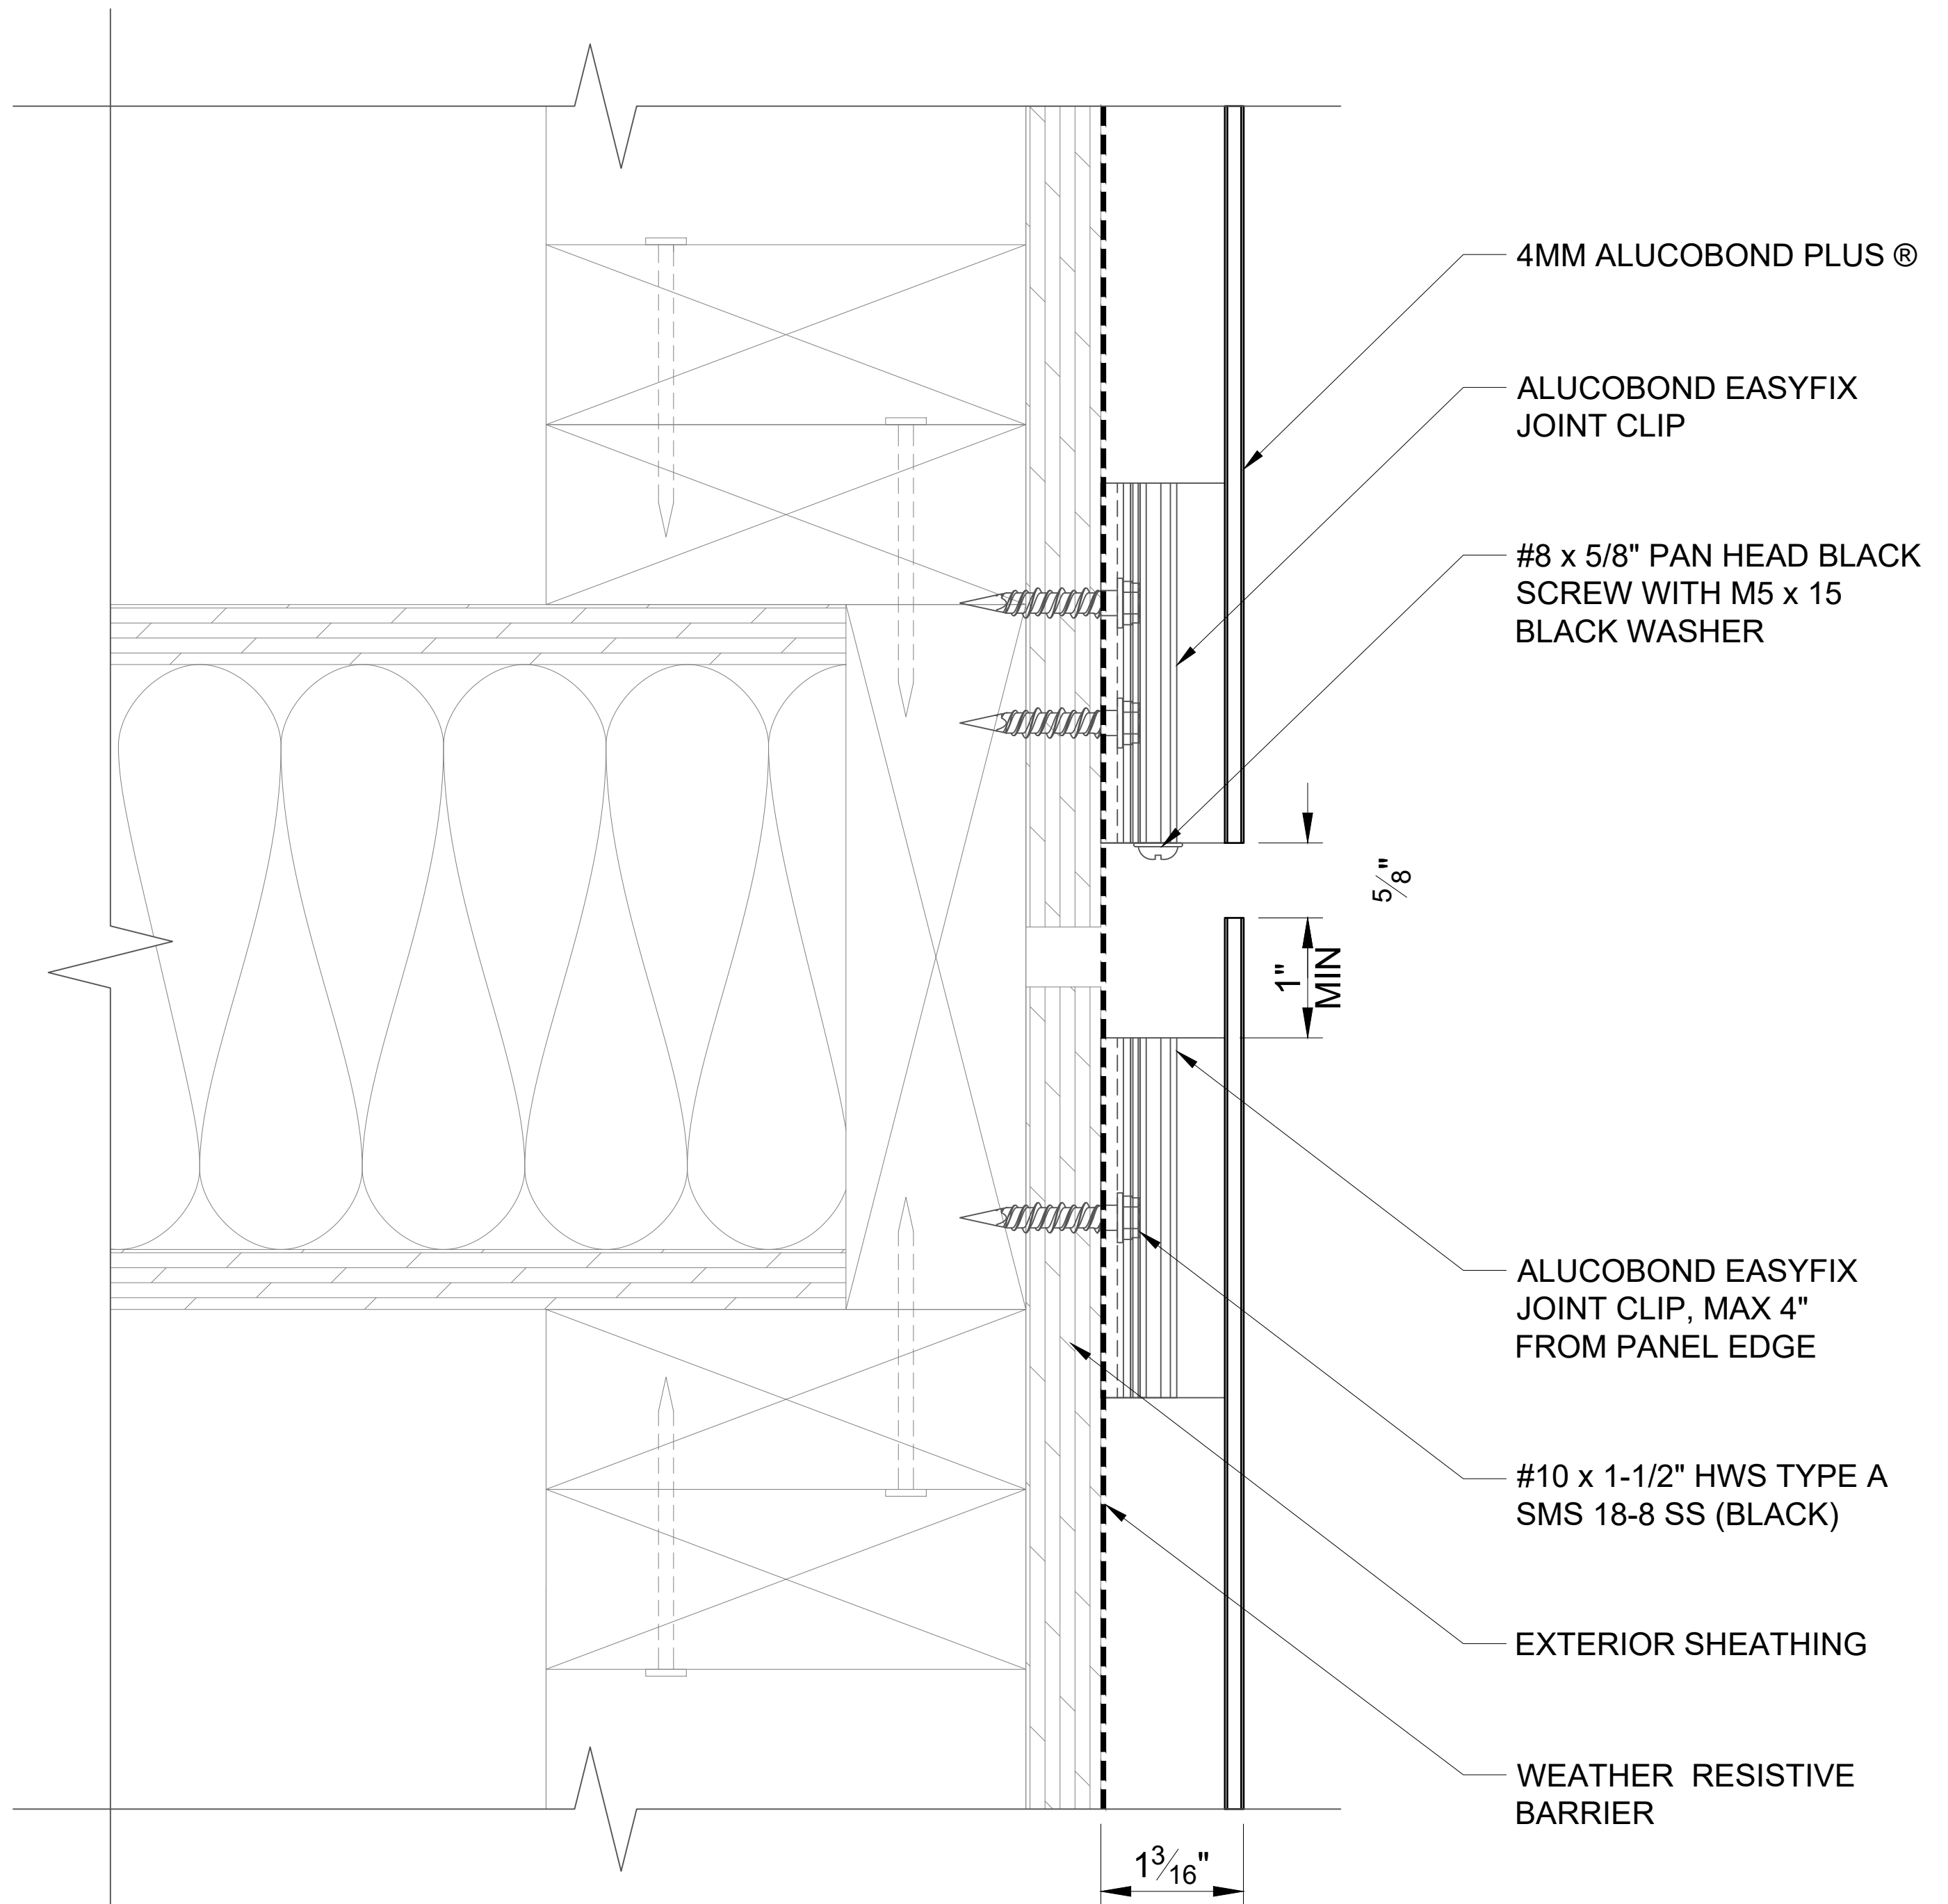 4MM ALUCOBOND PLUS ®
ALUCOBOND EASYFIX
JOINT CLIP
#8 x 5/8" PAN HEAD BLACK
SCREW WITH M5 x 15
BLACK WASHER
5/8"
1"
MIN
ALUCOBOND EASYFIX
JOINT CLIP, MAX 4"
FROM PANEL EDGE
#10 x 1-1/2" HWS TYPE A
SMS 18-8 SS (BLACK)
EXTERIOR SHEATHING
WEATHER RESISTIVE
BARRIER
1 3/16"